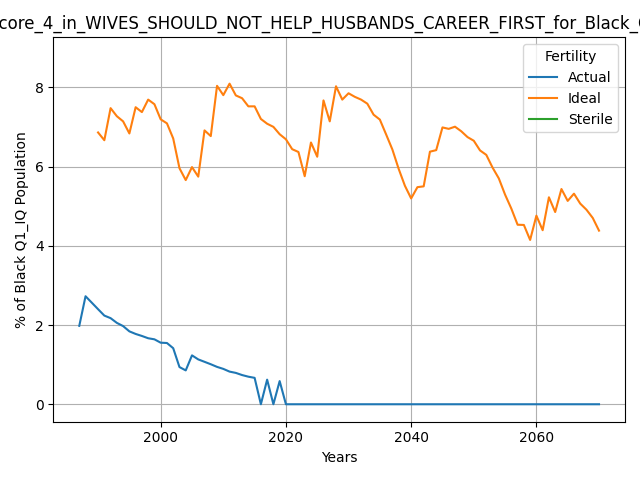 core_4_in_WIVES_SHOULD_NOT_HELP_HUSBANDS_CAREER_FIRST_for_Black_
Fertility
Actual
Ideal
Sterile
% of Black Q1_IQ Population
8
6
4
2
0
2000
2020
2040
2060
Years